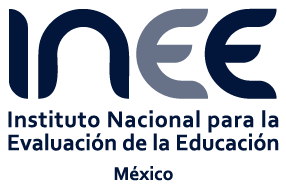 INEE
Instituto Nacional para la
Evaluación de la Educación
México